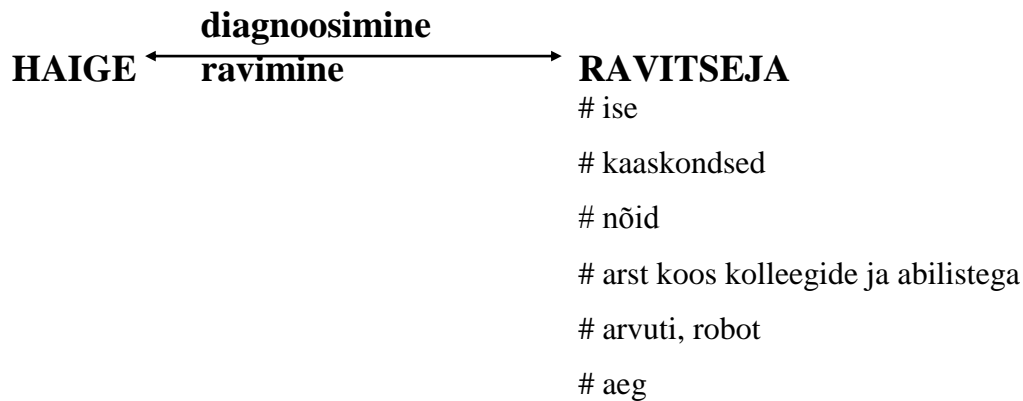 diagnoosimine
HAIGE ravimine RAVITSEJA
# ise
# kaaskondsed
# nõid
# arst koos kolleegide ja abilistega
# arvuti, robot
# aeg